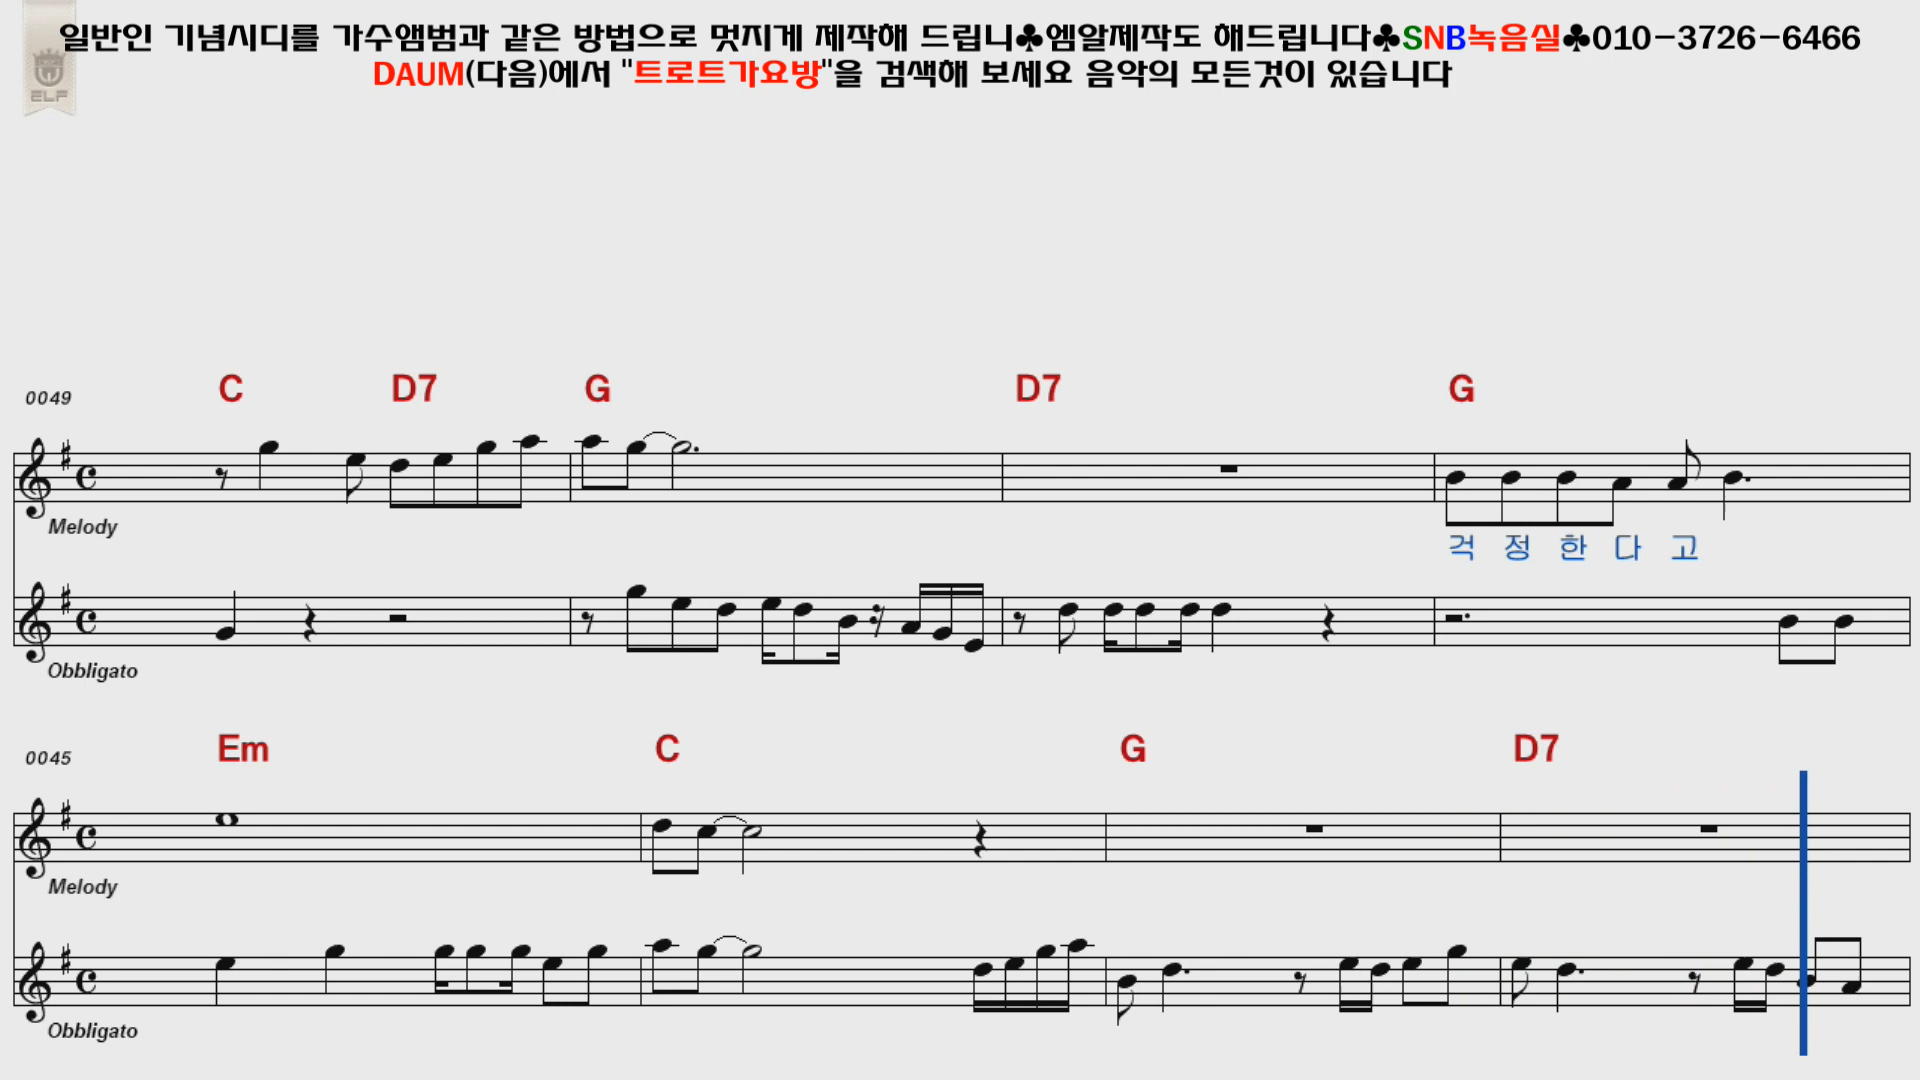 일반인 기념시디를 가수앰범과 같은 방법으로 멋지게 제작해 드립니♣엠알제작도 해드립니다♣SNB녹음실♣010-3726-6466
DAUM(다음)에서 "트로트가요방"을 검색해 보세요 음악의 모든것이 있습니다
ELF
0049 C D7 G D7 G
Melody
걱 정 한 다 고
Obbligato
0045 Em C G D7
Melody
Obbligato